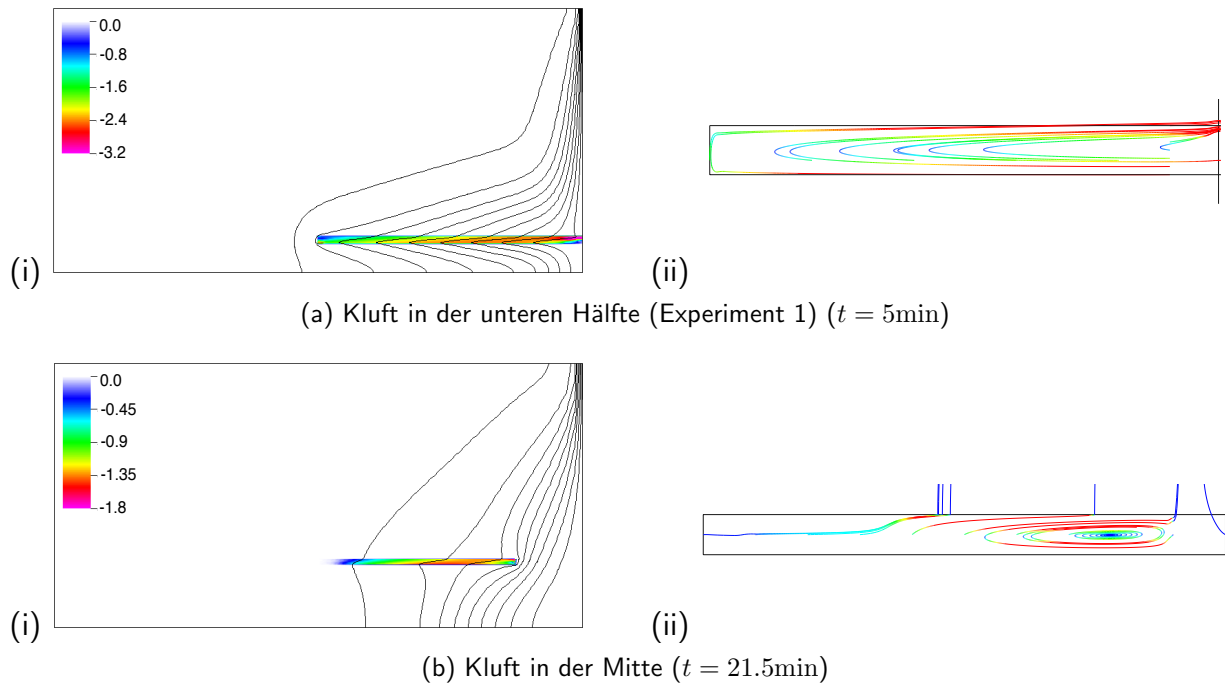 0.0
-0.8
-1.6
-2.4
-3.2
(i)
(ii)
(a) Kluft in der unteren Hälfte (Experiment 1) (t = 5min)
0.0
-0.45
-0.9
-1.35
-1.8
(i)
(ii)
(b) Kluft in der Mitte (t = 21.5min)